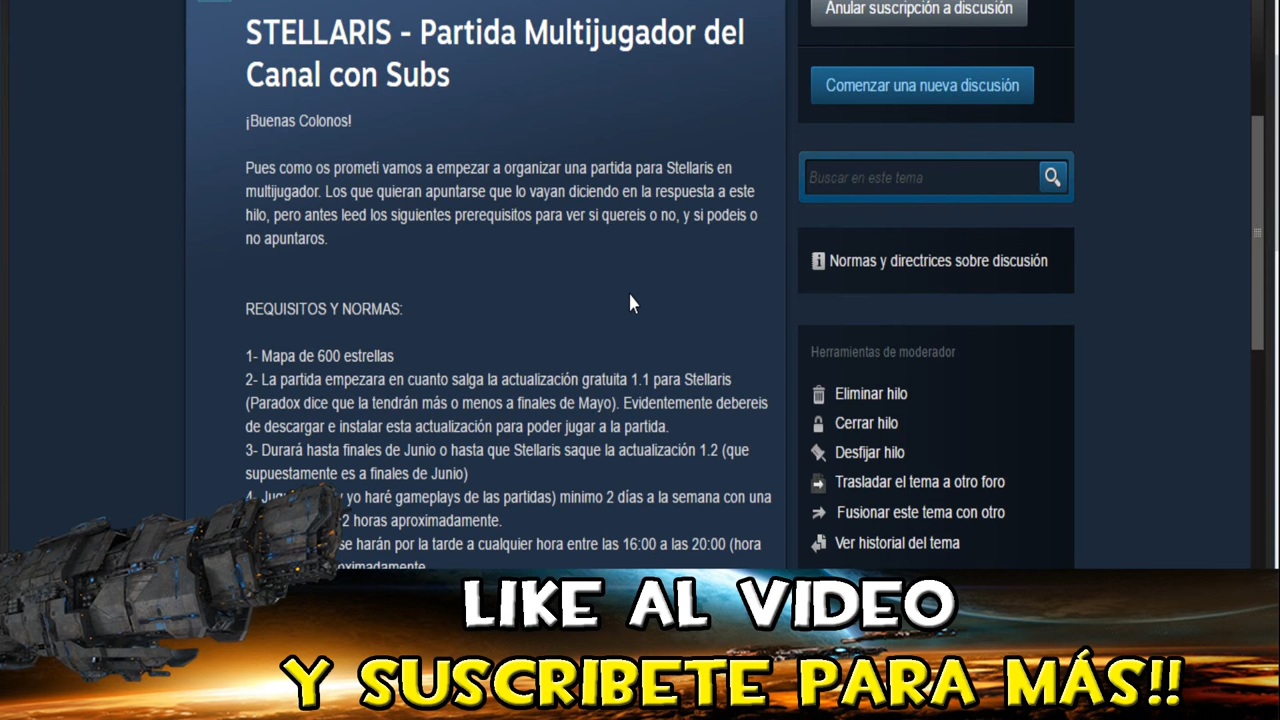 STELLARIS - Partida Multijugador del
Canal con Subs
¡Buenas Colonos!
Pues como os prometi vamos a empezar a organizar una partida para Stellaris en
multijugador. Los que quieran apuntarse que lo vayan diciendo en la respuesta a este
hilo, pero antes leed los siguientes prerequisitos para ver si quereis o no, y si podeis o
no apuntaros.
REQUISITOS Y NORMAS:
1- Mapa de 600 estrellas
2- La partida empezara en cuanto salga la actualización gratuita 1.1 para Stellaris
(Paradox dice que la tendrán más o menos a finales de Mayo). Evidentemente debereis
de descargar e instalar esta actualización para poder jugar a la partida.
3- Durará hasta finales de Junio o hasta que Stellaris saque la actualización 1.2 (que
supuestamente es a finales de Junio)
4- y yo haré gameplays de las partidas) minimo 2 días a la semana con una
2 horas aproximadamente.
se harán por la tarde a cualquier hora entre las 16:00 a las 20:00 (hora
Anular suscripción a discusión
Comenzar una nueva discusión
Buscar en este tema
Normas y directrices sobre discusión
Herramientas de moderador
Eliminar hilo
Cerrar hilo
Desfijar hilo
Trasladar el tema a otro foro
Fusionar este tema con otro
Ver historial del tema
LIKE AL VIDEO
Y SUSCRIBETE PARA MÁS!!